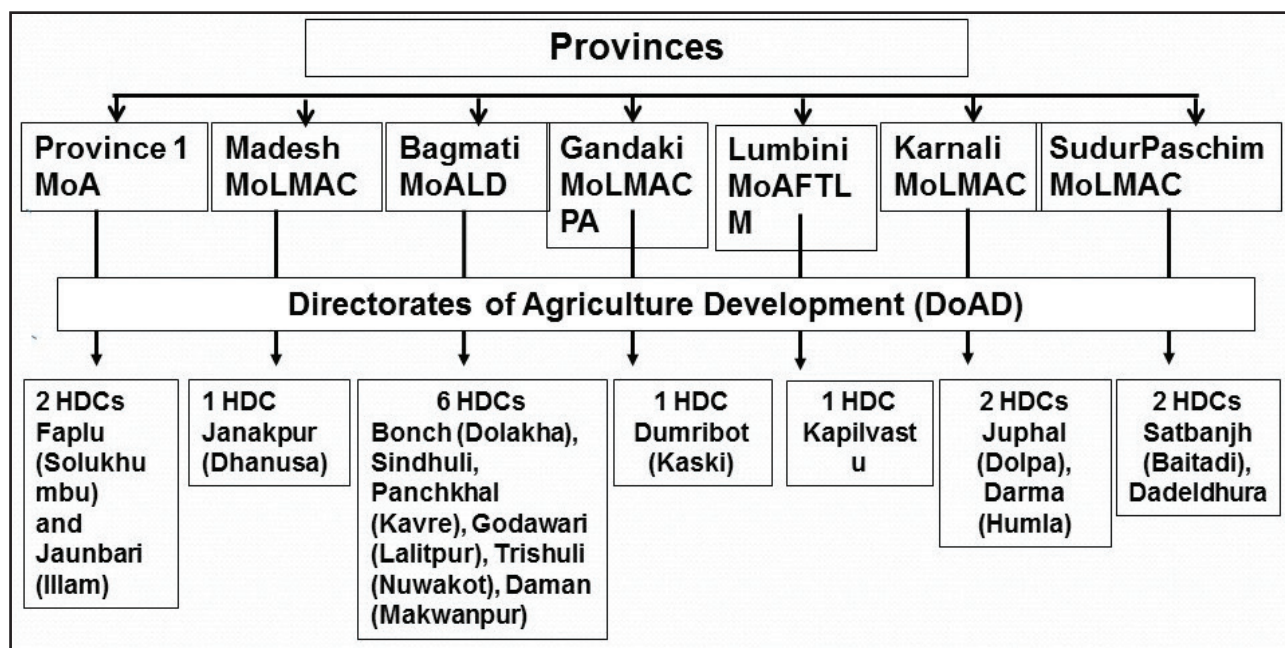 Provinces
Province 1
MoA
Madesh
MoLMAC
Bagmati
MoALD
Gandaki
MoLMAC
PA
Lumbini
MoAFTL
M
Karnali
MoLMAC
SudurPaschim
MoLMAC
Directorates of Agriculture Development (DoAD)
2 HDCs
Faplu
(Solukhu
mbu)
and
Jaunbari
(Illam)
1 HDC
Janakpur
(Dhanusa)
6 HDCs
Bonch (Dolakha),
Sindhuli,
Panchkhal
(Kavre), Godawari
(Lalitpur), Trishuli
(Nuwakot), Daman
(Makwanpur)
1 HDC
Dumribot
(Kaski)
1 HDC
Kapilvast
u
2 HDCs
Juphal
(Dolpa),
Darma
(Humla)
2 HDCs
Satbanjh
(Baitadi),
Dadeldhura